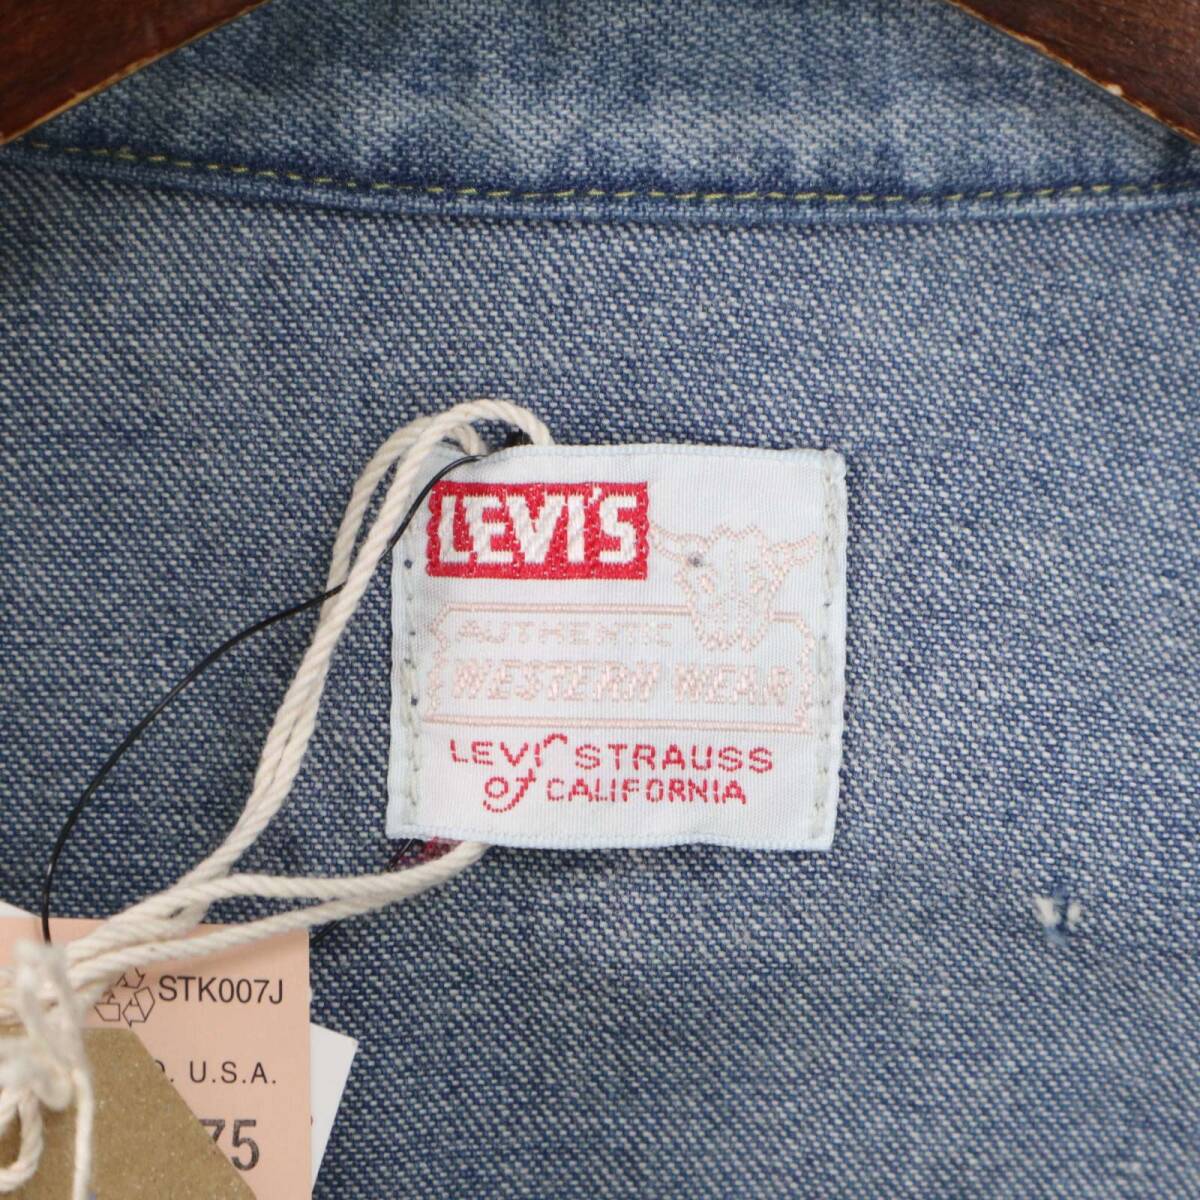 LEVI'S
AUTHENTIC
WESTERN WEAR
LEVI STRAUSS
of CALIFORNIA
STK007J
U.S.A.
75